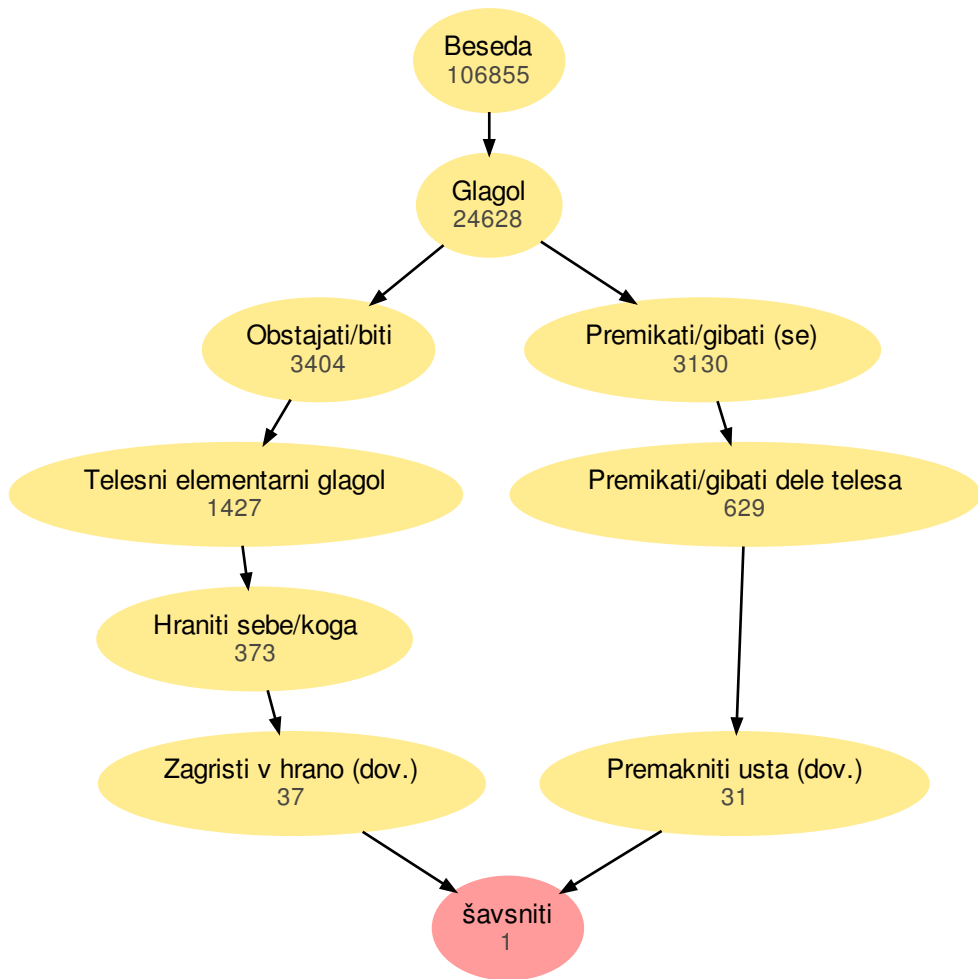 Beseda
106855
Glagol
24628
Obstajati/biti
3404
Premikati/gibati (se)
3130
Telesni elementarni glagol
1427
Premikati/gibati dele telesa
629
Hraniti sebe/koga
373
Zagristi v hrano (dov.)
37
Premakniti usta (dov.)
31
šavsniti
1